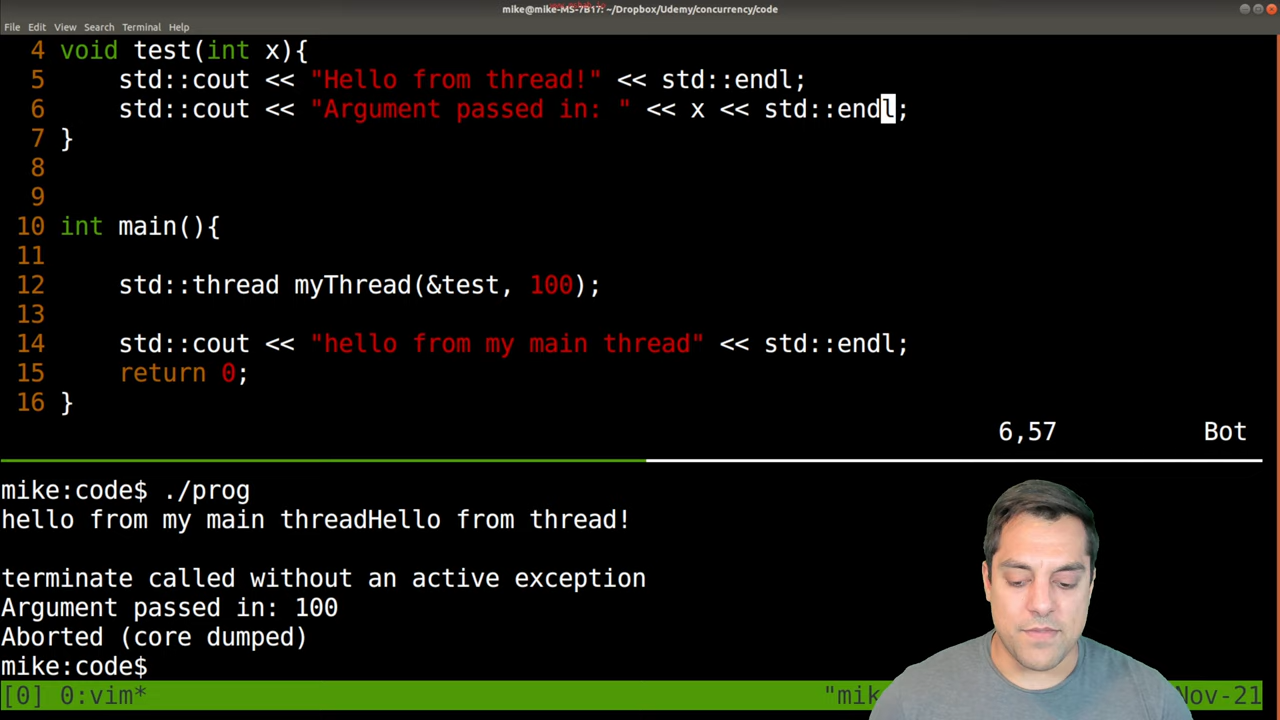 mike@mike-MS-7B17: ~/Dropbox/Udemy/concurrency/code
File Edit View Search Terminal Help
4 void test(int x){
5 std::cout << "Hello from thread!" << std::endl;
6 std::cout << "Argument passed in: " << x << std::endl;
7 }
8
9
10 int main(){
11
12 std::thread myThread(&test, 100);
13
14 std::cout << "hello from my main thread" << std::endl;
15 return 0;
16 }
6,57 Bot
mike:code$ ./prog
hello from my main threadHello from thread!
terminate called without an active exception
Argument passed in: 100
Aborted (core dumped)
mike:code$
[0] 0:vim* "mik Nov-21